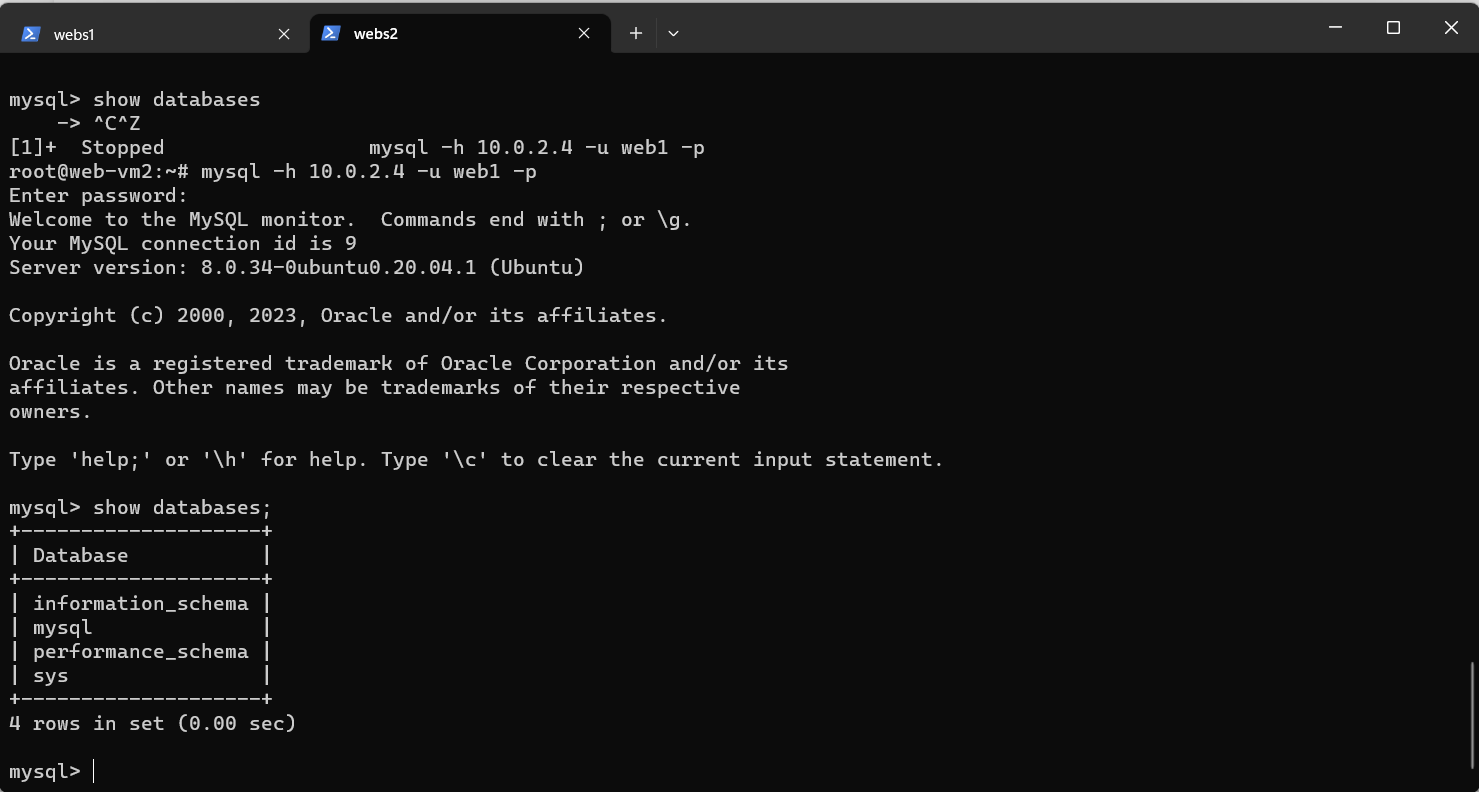 webs1
webs2
mysql> show databases
    -> ^C^Z
[1]+  Stopped                 mysql -h 10.0.2.4 -u web1 -p
root@web-vm2:~# mysql -h 10.0.2.4 -u web1 -p
Enter password:
Welcome to the MySQL monitor.  Commands end with ; or \g.
Your MySQL connection id is 9
Server version: 8.0.34-0ubuntu0.20.04.1 (Ubuntu)
Copyright (c) 2000, 2023, Oracle and/or its affiliates.
Oracle is a registered trademark of Oracle Corporation and/or its
affiliates. Other names may be trademarks of their respective
owners.
Type 'help;' or '\h' for help. Type '\c' to clear the current input statement.
mysql> show databases;
+--------------------+
| Database           |
+--------------------+
| information_schema |
| mysql              |
| performance_schema |
| sys                |
+--------------------+
4 rows in set (0.00 sec)
mysql>